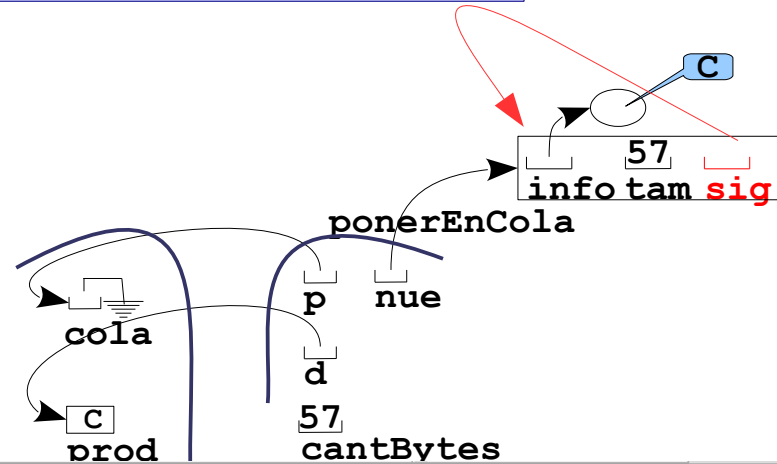 C
57
info tam sig
ponerEnCola
p nue
cola
d
C 57
prod cantBytes